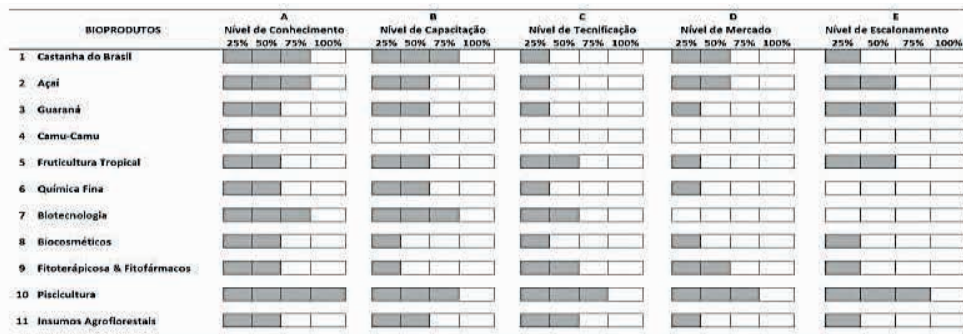 A B C D E
BIOPRODUTOS Nível de Conhecimento Nível de Capacitação Nível de Tecnificação Nível de Mercado Nível de Escalonamento
25% 50% 75% 100% 25% 50% 75% 100% 25% 50% 75% 100% 25% 50% 75% 100% 25% 50% 75% 100%
1 Castanha do Brasil
2 Açaí
3 Guaraná
4 Camu-Camu
5 Fruticultura Tropical
6 Química Fina
7 Biotecnologia
8 Biocosméticos
9 Fitoterápicosa & Fitofármacos
10 Piscicultura
11 Insumos Agroflorestais